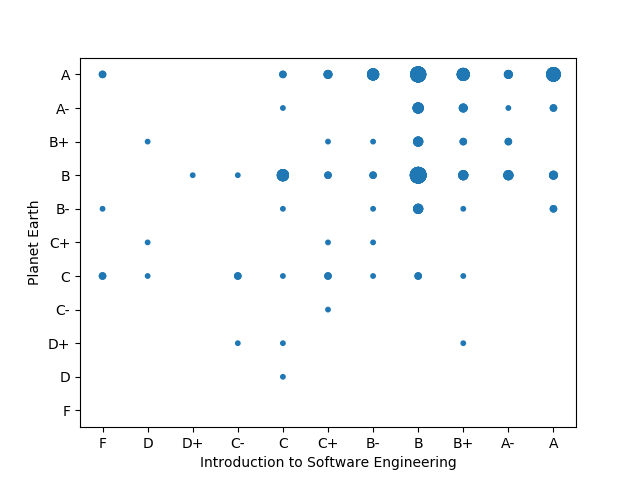 A
A-
B+
B
B-
C+
C
C-
D+
D
F
Planet Earth
F D D+ C- C C+ B- B B+ A- A
Introduction to Software Engineering